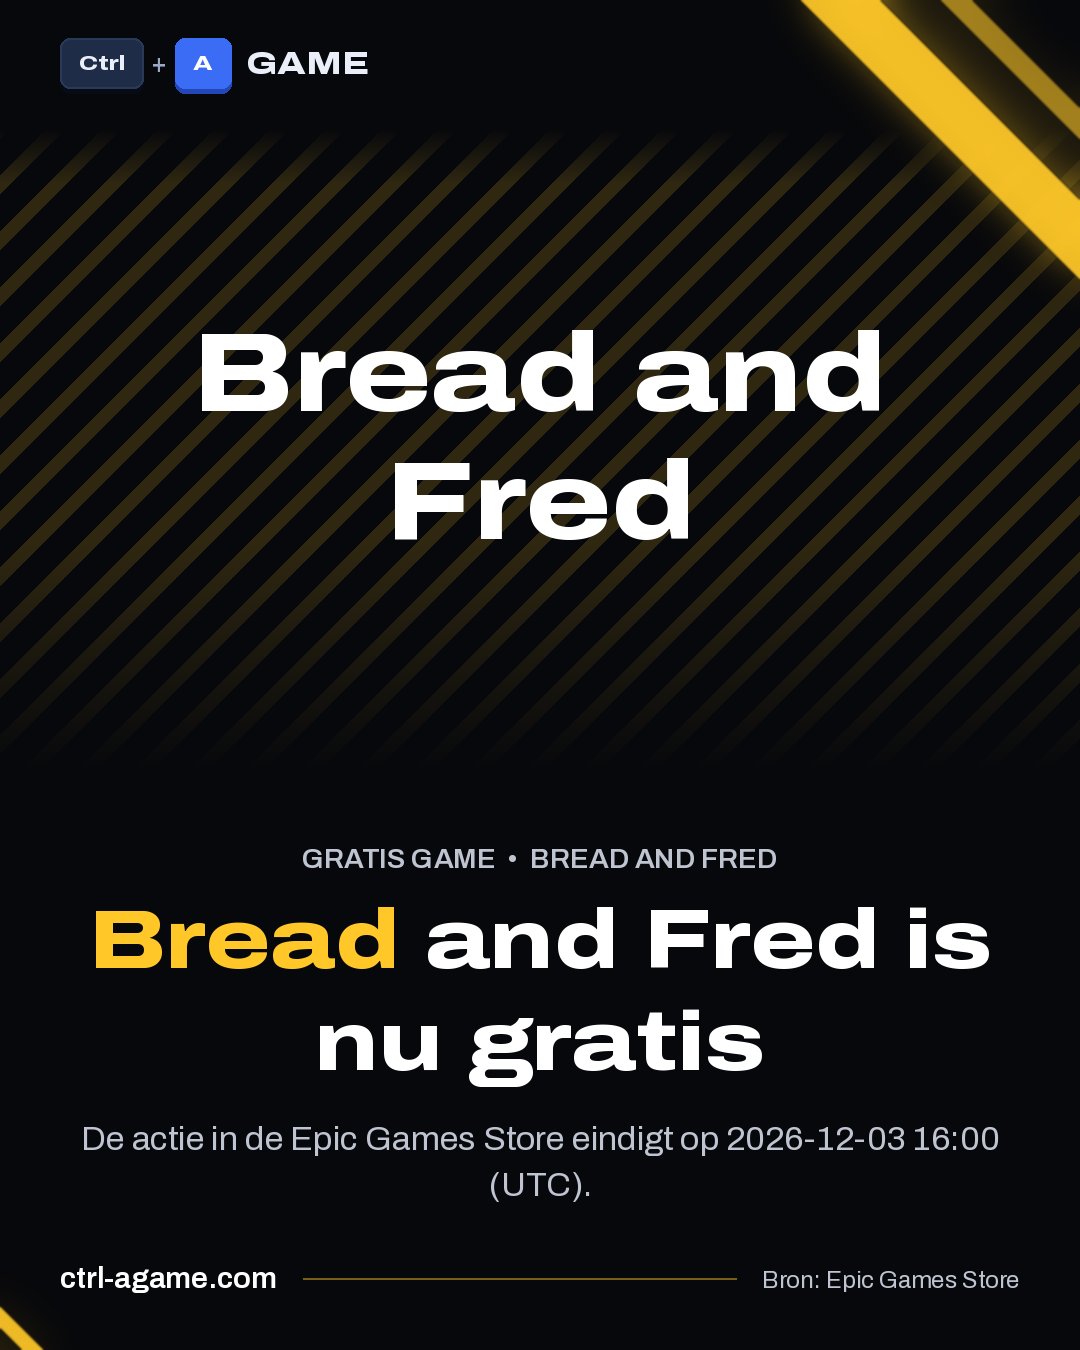 Ctrl + A GAME
Bread and
Fred
GRATIS GAME • BREAD AND FRED
Bread and Fred is
nu gratis
De actie in de Epic Games Store eindigt op 2026-12-03 16:00
(UTC).
ctrl-agame.com
Bron: Epic Games Store